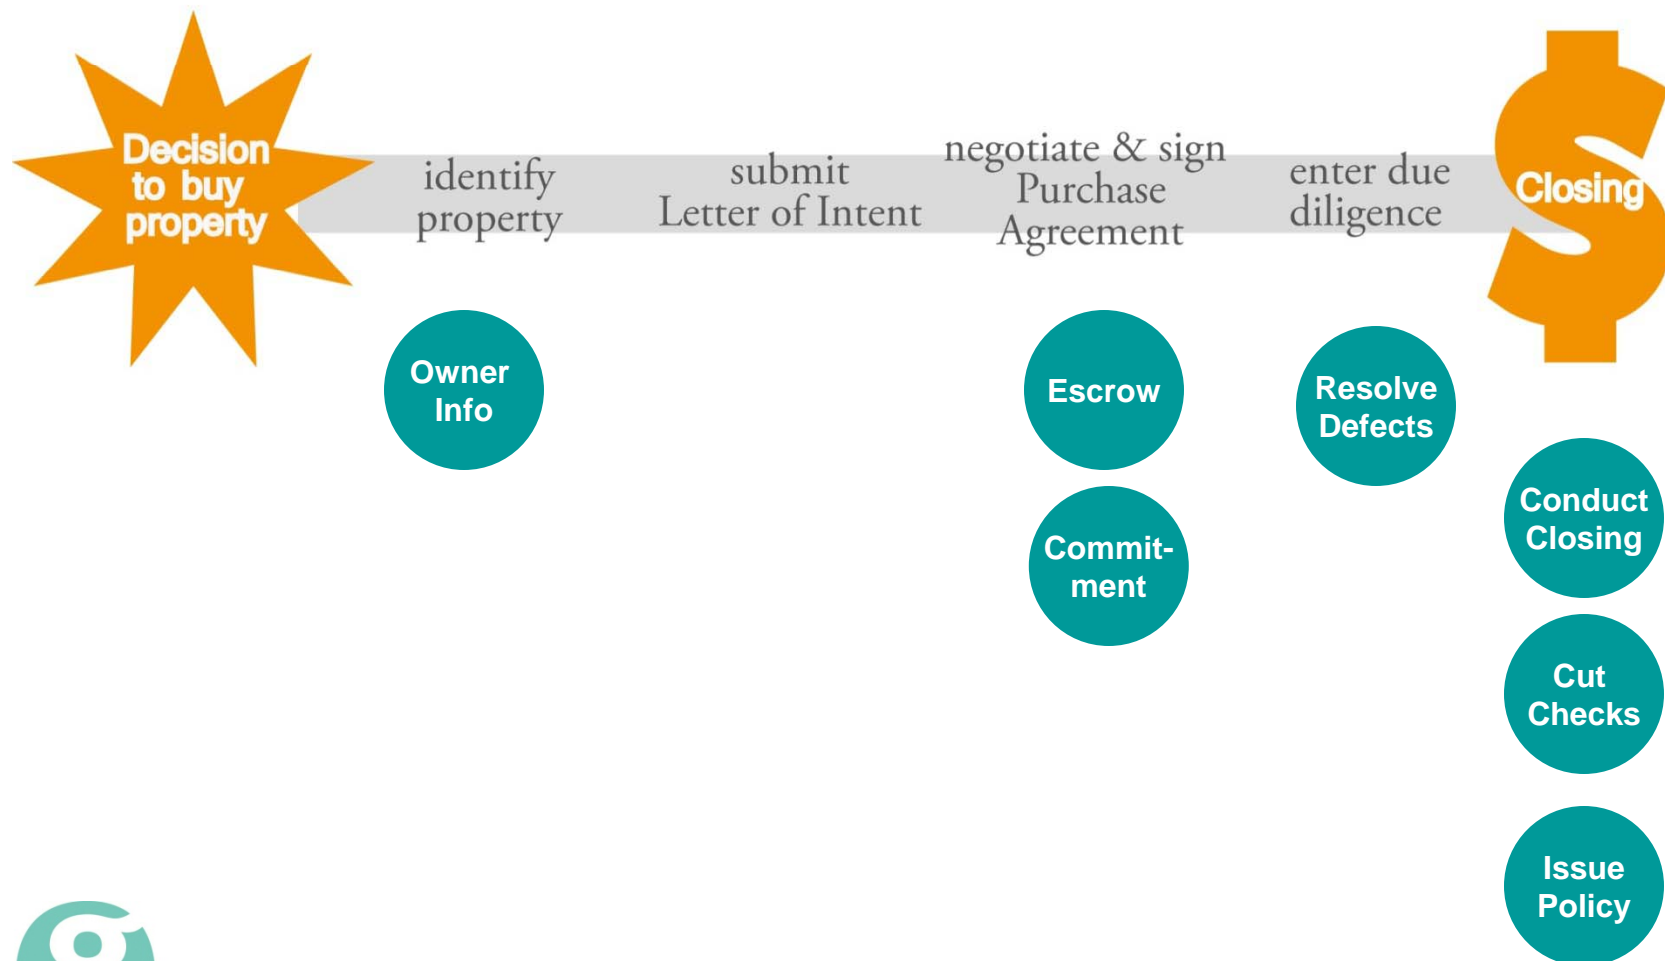 Decision
to buy
property
identify
property
submit
Letter of Intent
negotiate & sign
Purchase
Agreement
enter due
diligence
Closing
Owner
Info
Escrow
Commit-
ment
Resolve
Defects
Conduct
Closing
Cut
Checks
Issue
Policy